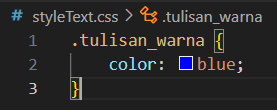 # styleText.css > .tulisan_warna
1 .tulisan_warna {
2 color: blue;
3 }